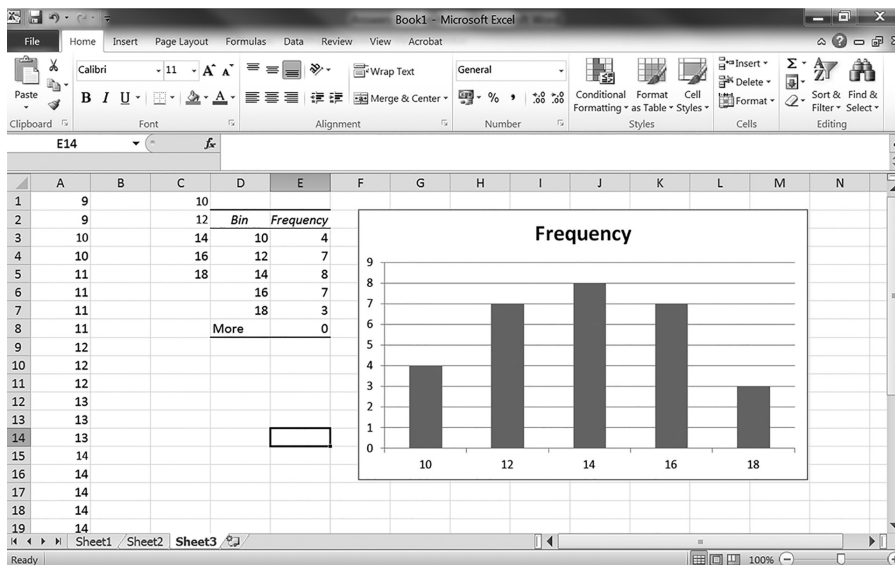 Book1 - Microsoft Excel
File Home Insert Page Layout Formulas Data Review View Acrobat
Paste
Calibri 11 A A
B I U A
Wrap Text
Merge & Center
General
$ % , .0 .00 .00 .0
Conditional Formatting
Format as Table
Cell Styles
Insert
Delete
Format
Σ
Sort & Filter
Find & Select
Clipboard Font Alignment Number Styles Cells Editing
E14 fx
A B C D E F G H I J K L M N
1 9 10
2 9 12 Bin Frequency
3 10 14 10 4
4 10 16 12 7
5 11 18 14 8
6 11 16 7
7 11 18 3
8 11 More 0
9 12
10 12
11 12
12 13
13 13
14 13
15 14
16 14
17 14
18 14
19 14
Frequency
9
8
7
6
5
4
3
2
1
0
10 12 14 16 18
Sheet1 Sheet2 Sheet3
Ready 100%